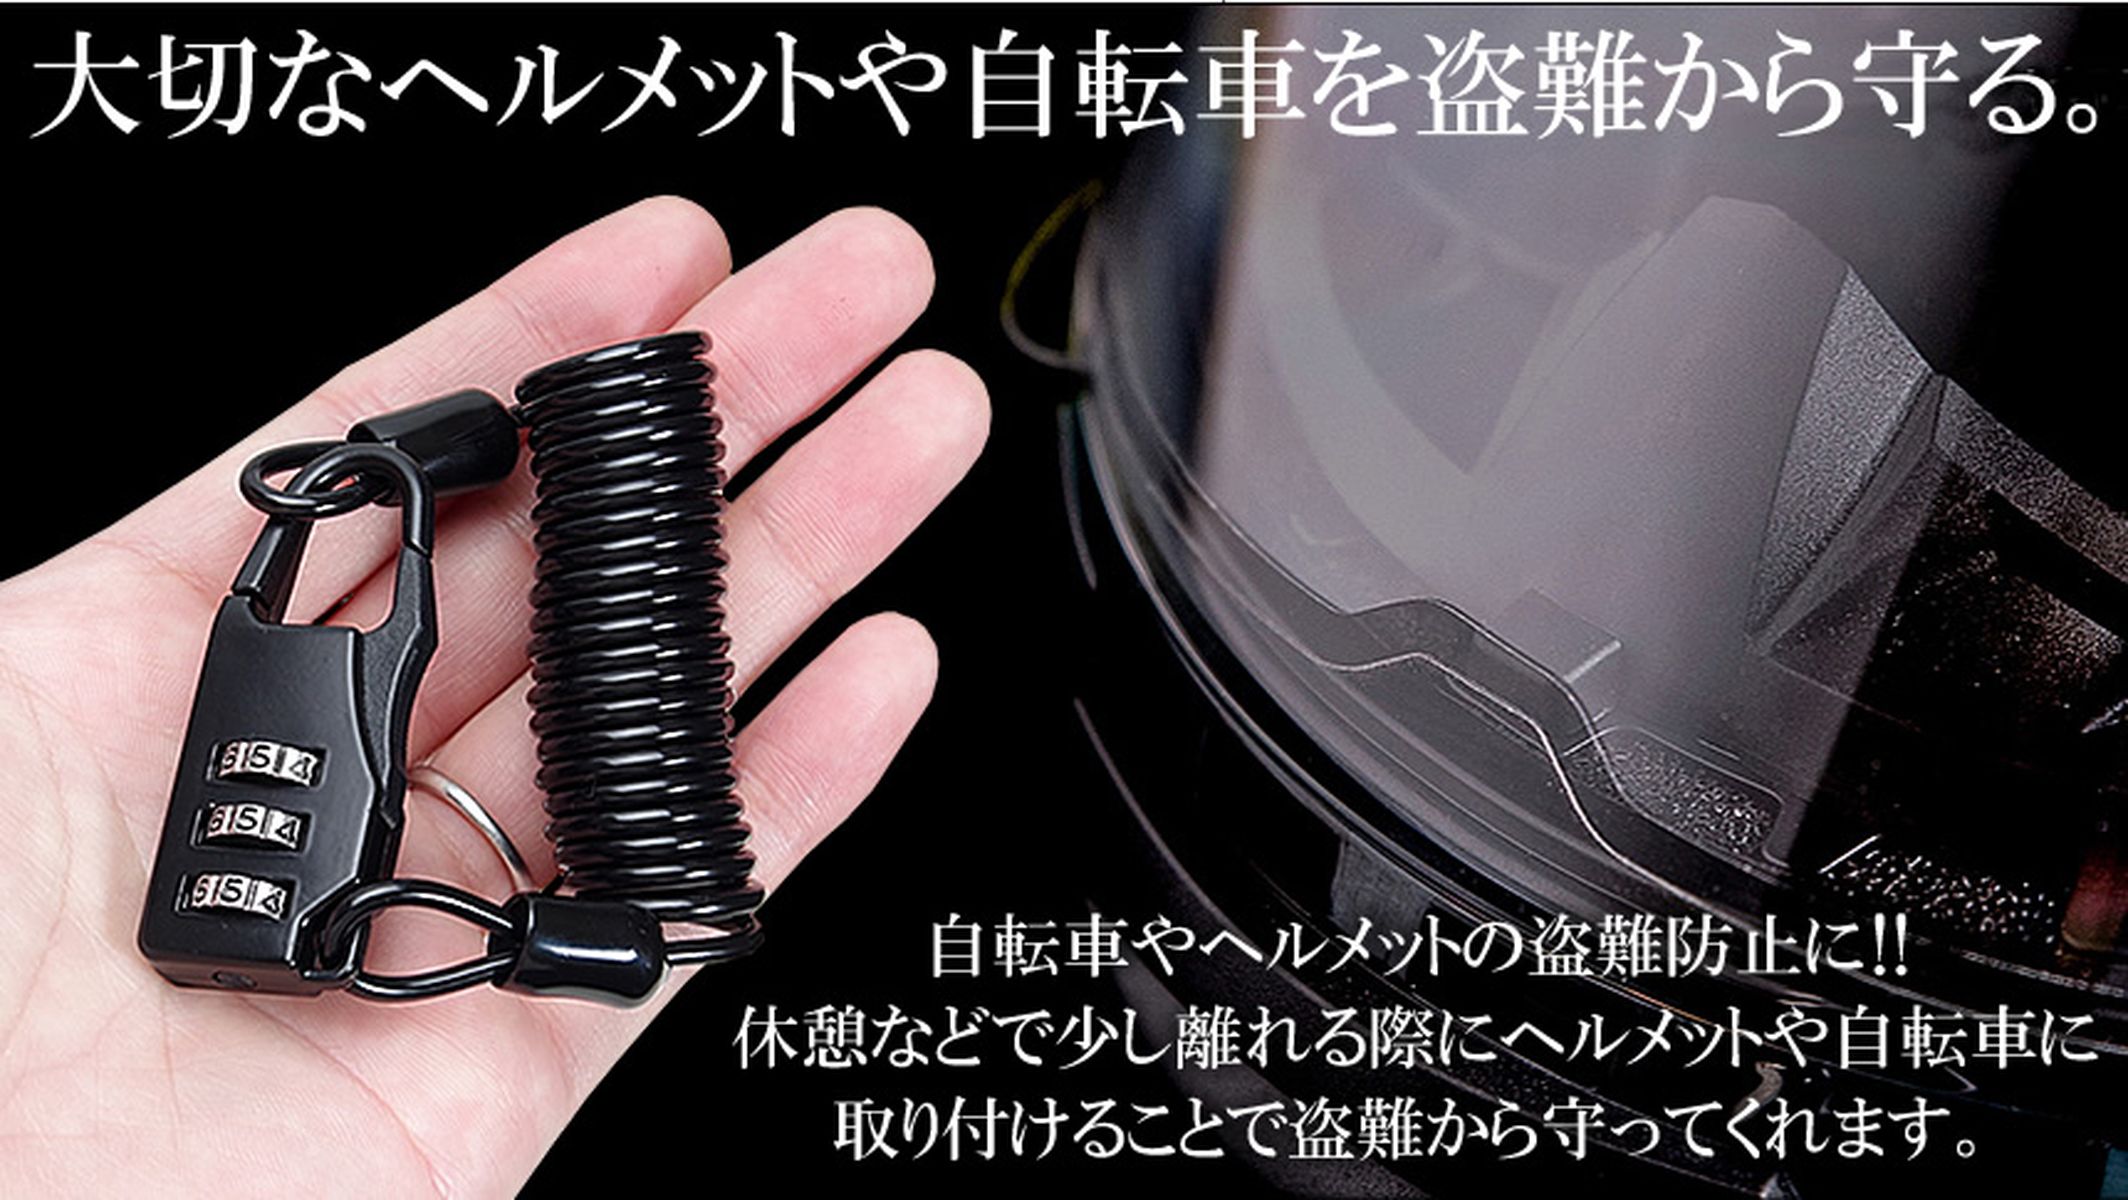 大切なヘルメットや自転車を盗難から守る。
654
654
654
自転車やヘルメットの盗難防止に!!
休憩などで少し離れる際にヘルメットや自転車に
取り付けることで盗難から守ってくれます。